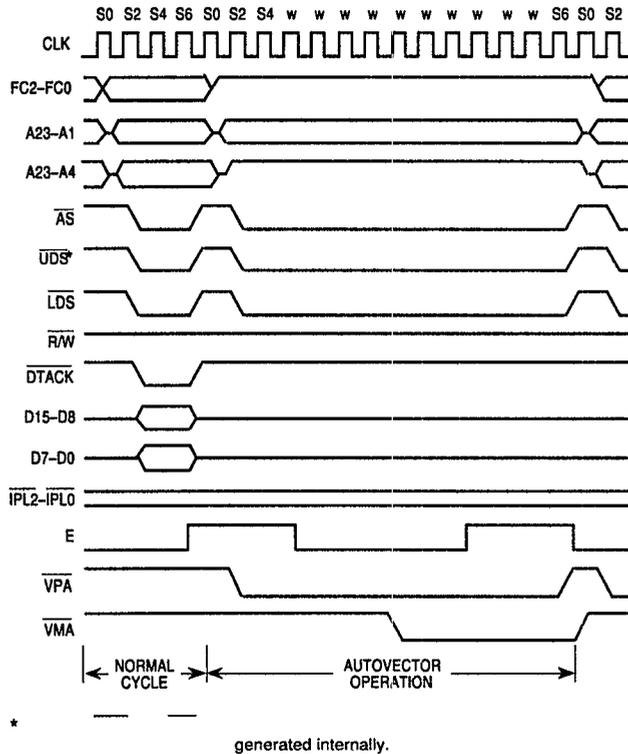 S0 S2 S4 S6 S0 S2 S4 w w w w w w w w w w S6 S0 S2
CLK
FC2–FC0
A23–A1
A23–A4
AS
UDS*
LDS
R/W
DTACK
D15–D8
D7–D0
IPL2–IPL0
E
VPA
VMA
NORMAL
CYCLE
AUTOVECTOR
OPERATION
*
generated internally.